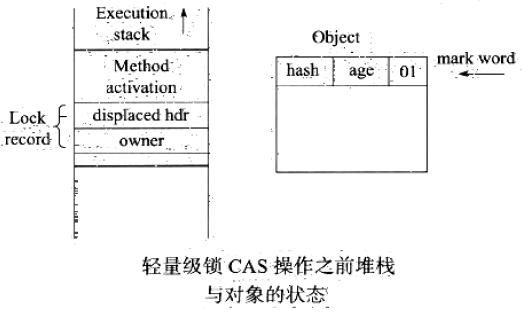 Execution
stack
Method
activation
Lock
record
displaced hdr
owner
Object
hash age 01
mark word
轻量级锁 CAS 操作之前堆栈
与对象的状态